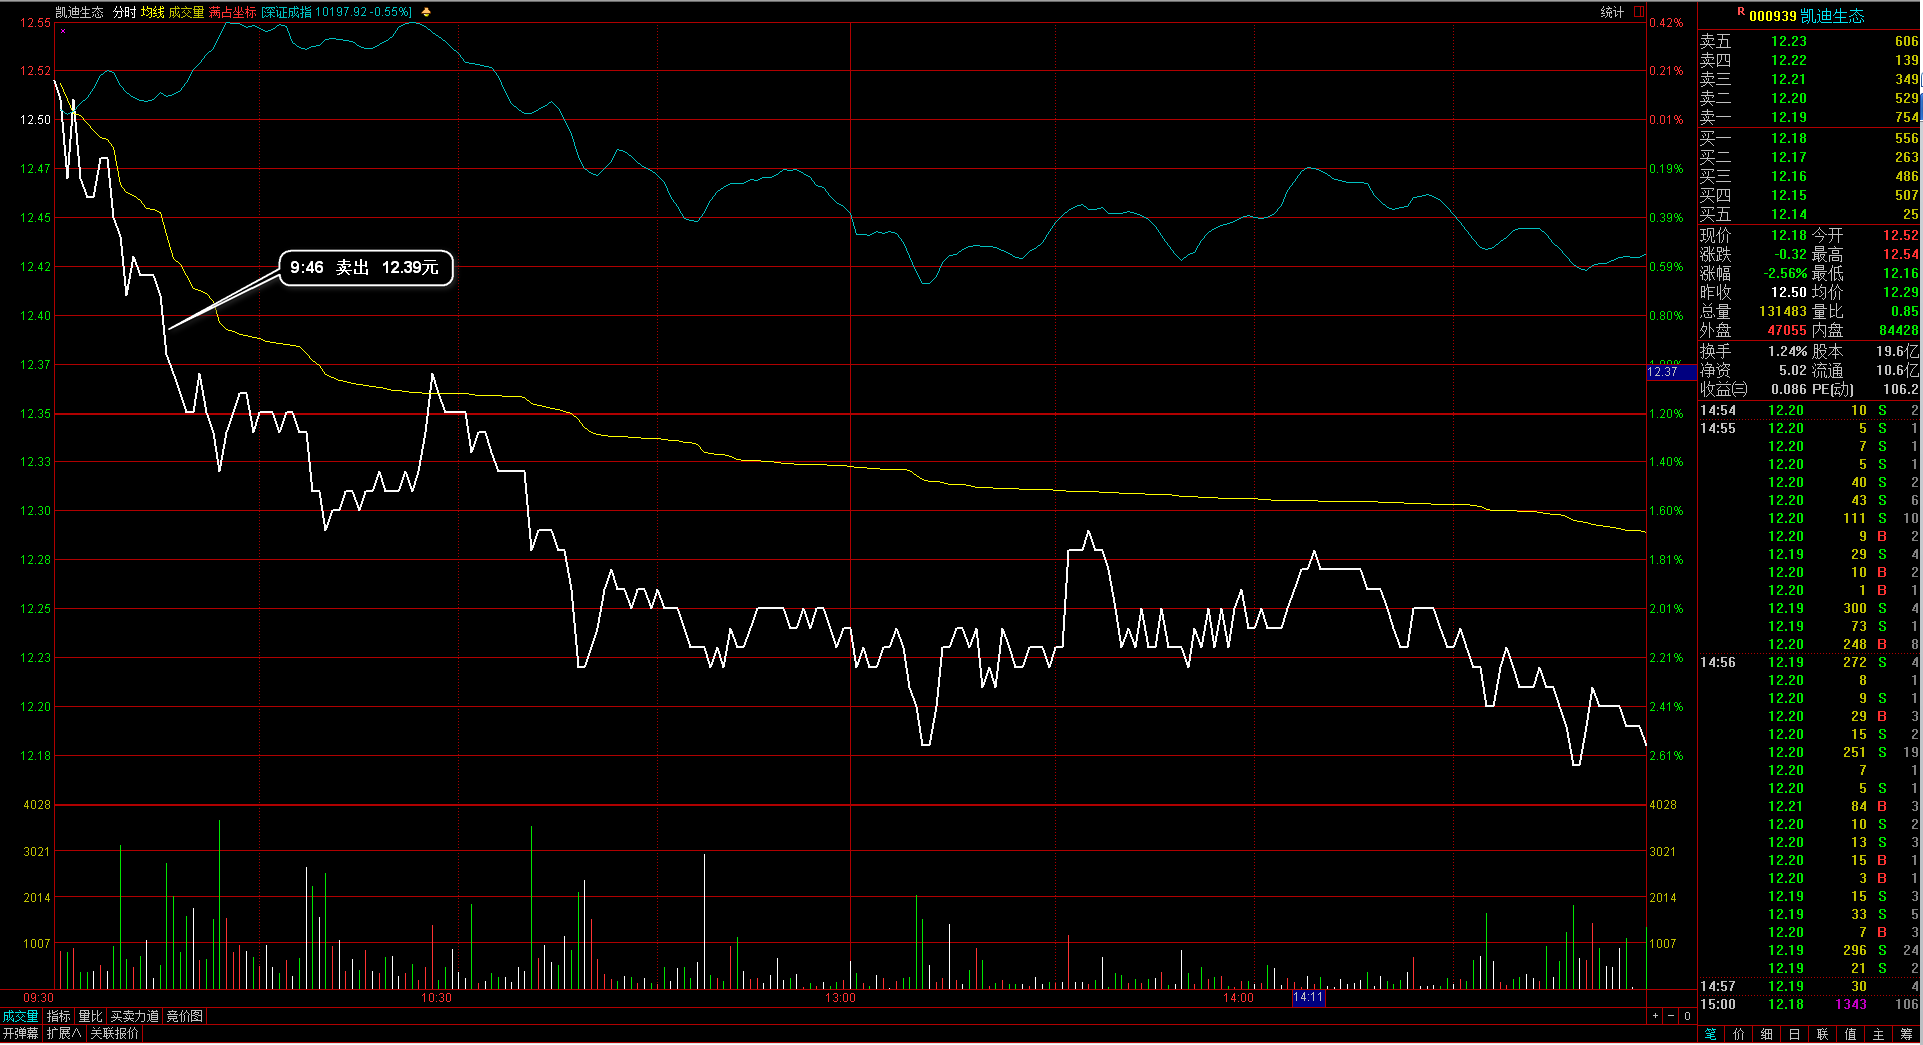 凯迪生态 分时 均线 成交量 满占坐标 [深证成指 10197.92 -0.55%]
统计
12.55 0.42%
12.52 0.21%
12.50 0.01%
12.47 0.19%
12.45 0.39%
12.42 0.59%
12.40 0.80%
12.37 1.00%
12.37
12.35 1.20%
12.33 1.40%
12.30 1.60%
12.28 1.81%
12.25 2.01%
12.23 2.21%
12.20 2.41%
12.18 2.61%
4028 4028
3021 3021
2014 2014
1007 1007
9:46 卖出 12.39元
09:30 10:30 13:00 14:00 14:11
成交量 指标 量比 买卖力道 竞价图
+ - 0
开弹幕 扩展∧ 关联报价
R 000939 凯迪生态
卖五 12.23 606
卖四 12.22 139
卖三 12.21 349
卖二 12.20 529
卖一 12.19 754
买一 12.18 556
买二 12.17 263
买三 12.16 486
买四 12.15 507
买五 12.14 25
现价 12.18 今开 12.52
涨跌 -0.32 最高 12.54
涨幅 -2.56% 最低 12.16
昨收 12.50 均价 12.29
总量 131483 量比 0.85
外盘 47055 内盘 84428
换手 1.24% 股本 19.6亿
净资 5.02 流通 10.6亿
收益㈢ 0.086 PE(动) 106.2
14:54 12.20 10 S 2
14:55 12.20 5 S 1
12.20 7 S 1
12.20 5 S 1
12.20 40 S 2
12.20 43 S 6
12.20 111 S 10
12.20 9 B 2
12.19 29 S 4
12.20 10 B 2
12.20 1 B 1
12.19 300 S 4
12.19 73 S 1
12.20 248 B 8
14:56 12.19 272 S 4
12.20 8 1
12.20 9 S 1
12.20 29 B 3
12.20 15 S 2
12.20 251 S 19
12.20 7 1
12.20 5 S 1
12.21 84 B 3
12.20 10 S 2
12.20 13 S 3
12.20 15 B 1
12.20 3 B 1
12.19 15 S 3
12.19 33 S 5
12.20 7 B 3
12.19 296 S 24
12.19 21 S 2
14:57 12.19 30 4
15:00 12.18 1343 106
笔 价 细 日 联 值 主 筹